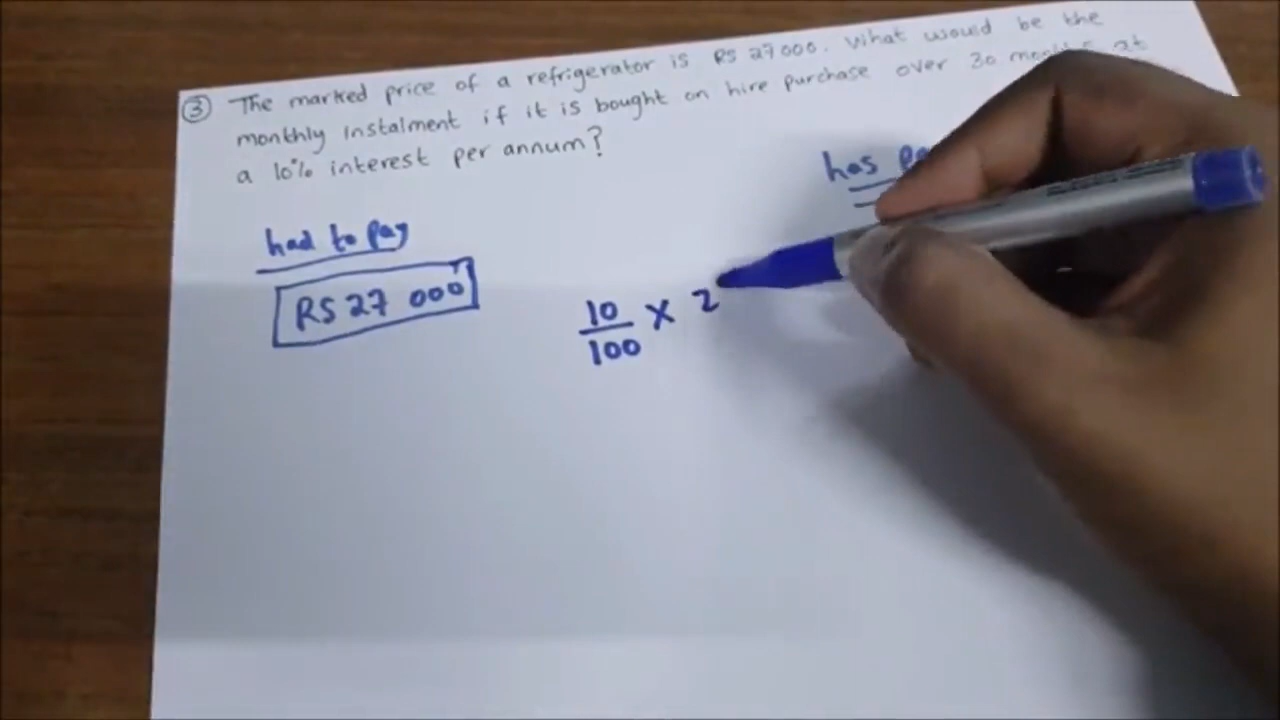 ③ The marked price of a refrigerator is RS 27000. What would be the
monthly instalment if it is bought on hire purchase over 30 months at
a 10% interest per annum?
has
had to pay
RS 27 000
10/100 x 2